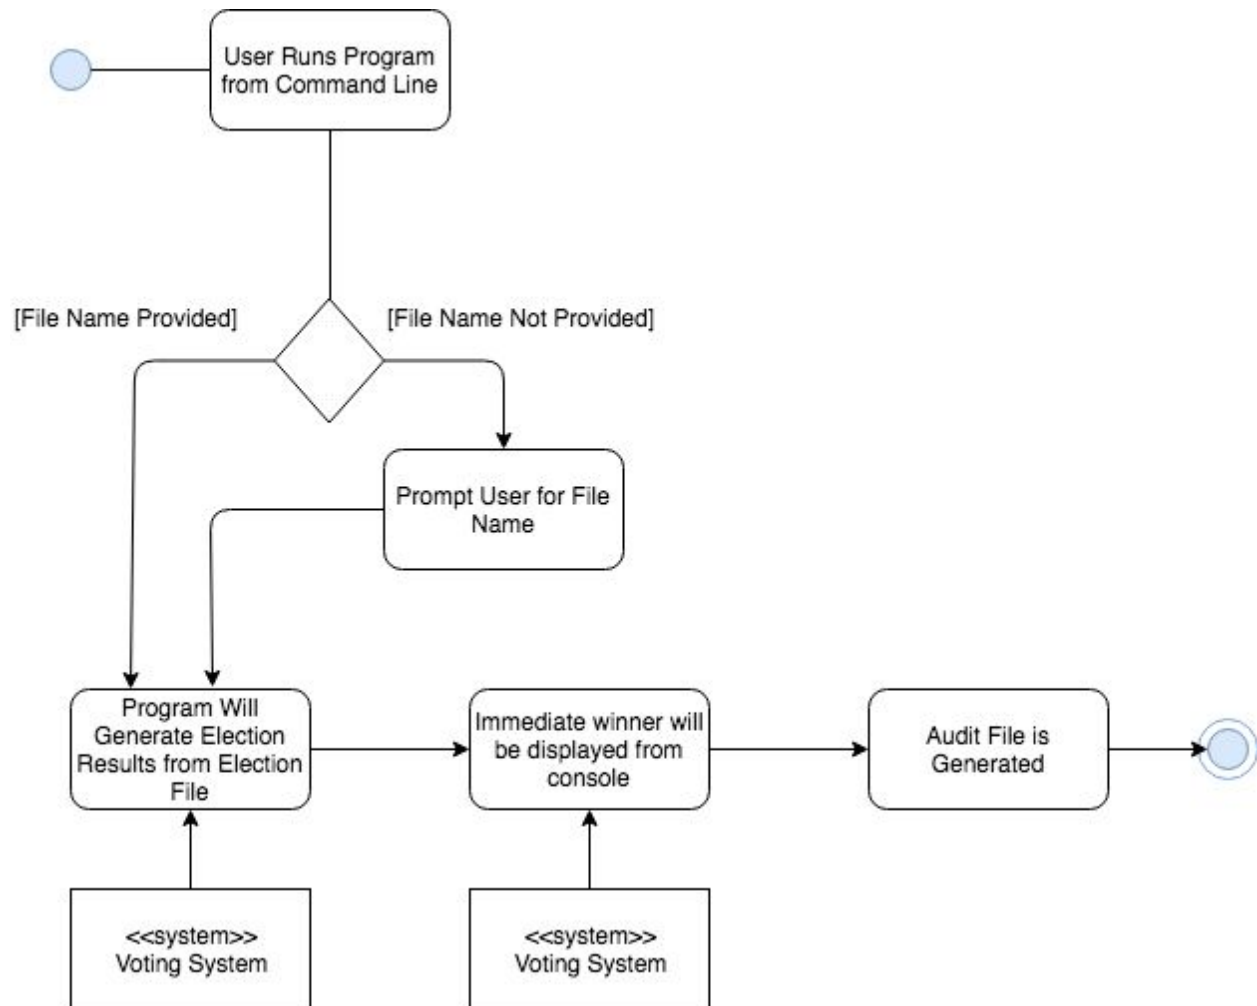 User Runs Program
from Command Line
[File Name Provided]
[File Name Not Provided]
Prompt User for File
Name
Program Will
Generate Election
Results from Election
File
Immediate winner will
be displayed from
console
Audit File is
Generated
<<system>>
Voting System
<<system>>
Voting System